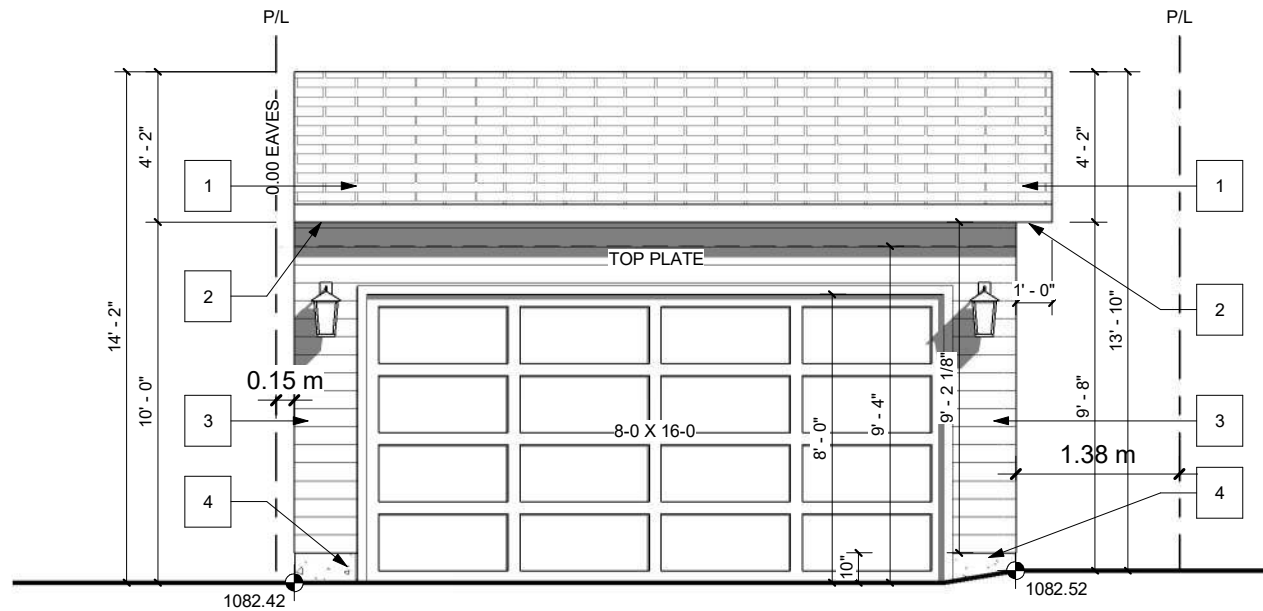 P/L
P/L
4' - 2"
0.00 EAVES
4' - 2"
1
1
TOP PLATE
2
1' - 0"
2
14' - 2"
13' - 10"
0.15 m
10' - 0"
9' - 2 1/8"
9' - 8"
3
8-0 X 16-0
8' - 0"
9' - 4"
3
1.38 m
4
4
10"
1082.42
1082.52